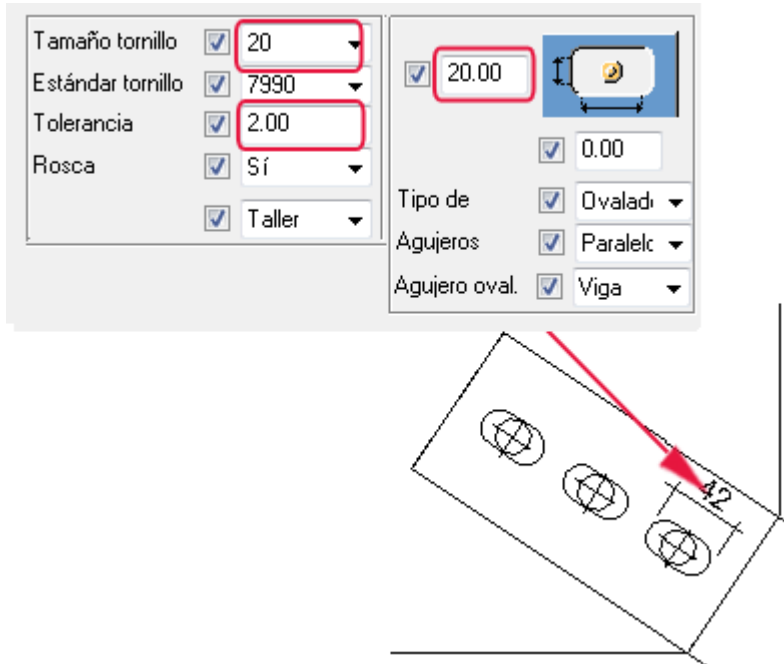 Tamaño tornillo 20
Estándar tornillo 7990
Tolerancia 2.00
Rosca Sí
Taller
20.00
0.00
Tipo de Ovalad
Agujeros Paralelo
Agujero oval. Viga
42